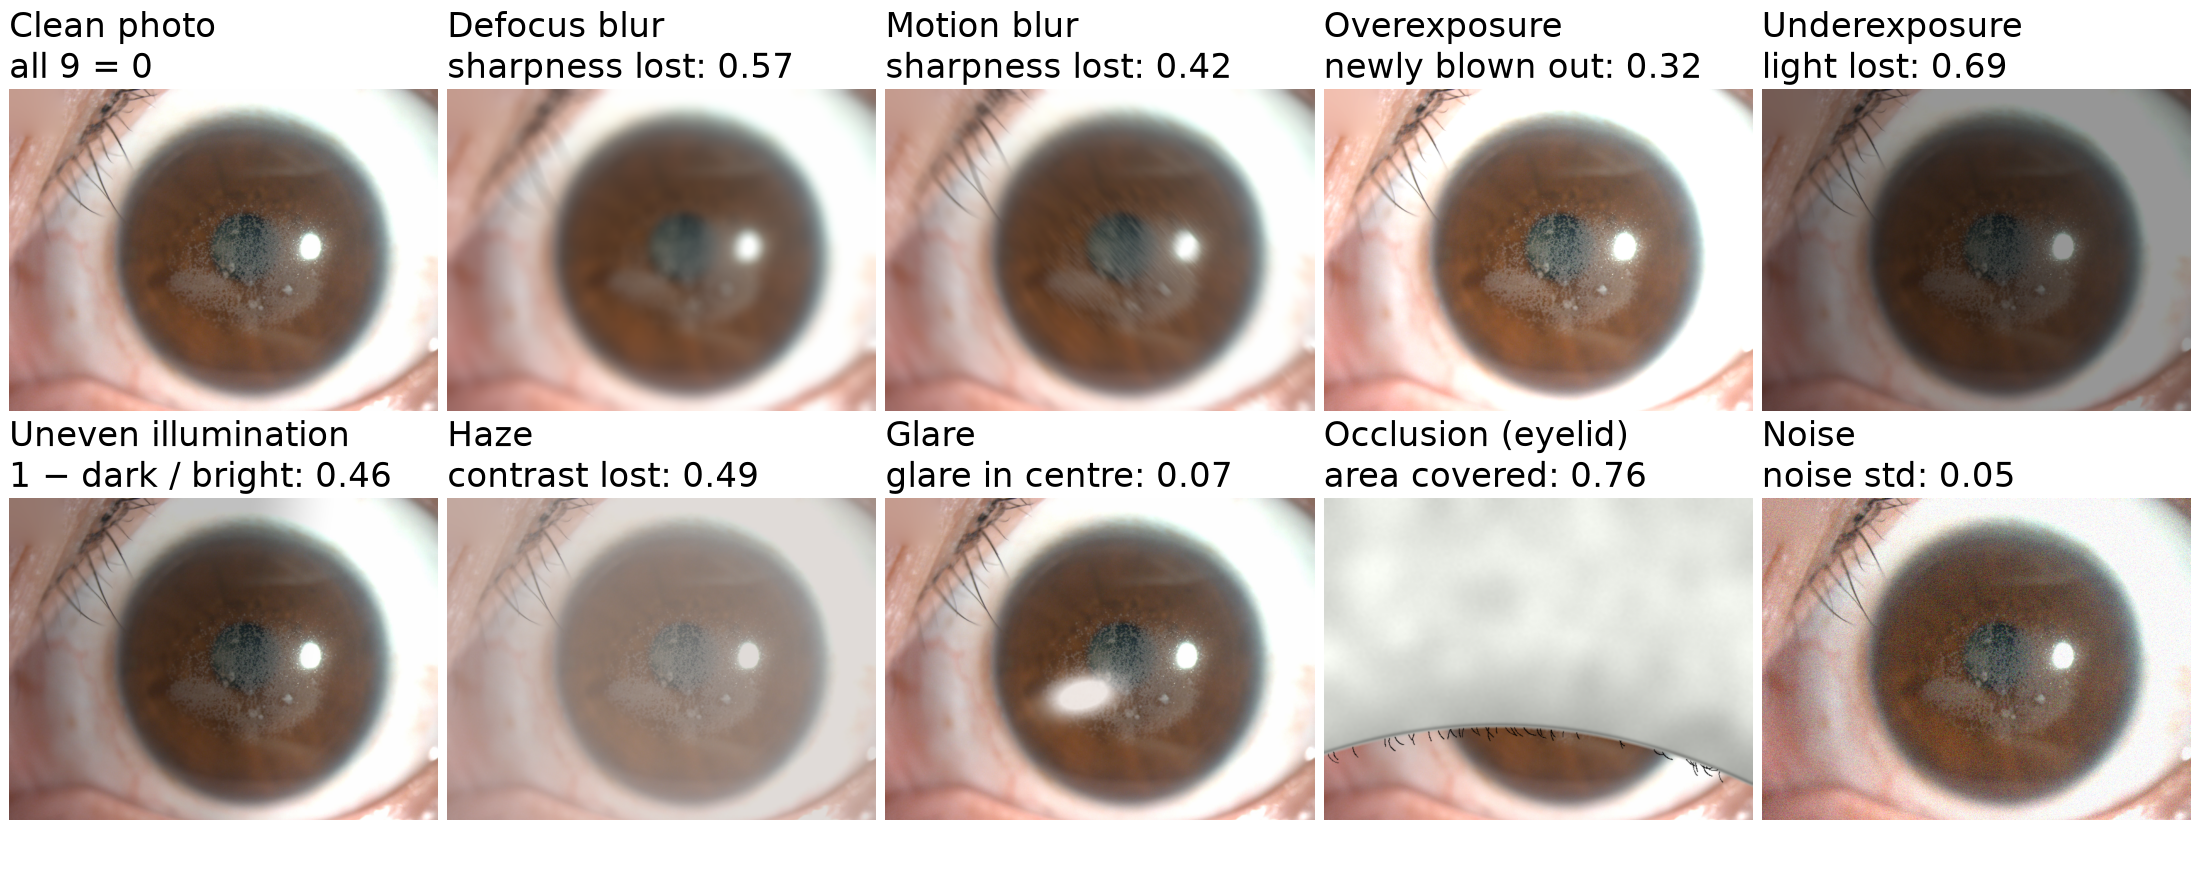 Clean photo
all 9 = 0
Defocus blur
sharpness lost: 0.57
Motion blur
sharpness lost: 0.42
Overexposure
newly blown out: 0.32
Underexposure
light lost: 0.69
Uneven illumination
1 − dark / bright: 0.46
Haze
contrast lost: 0.49
Glare
glare in centre: 0.07
Occlusion (eyelid)
area covered: 0.76
Noise
noise std: 0.05